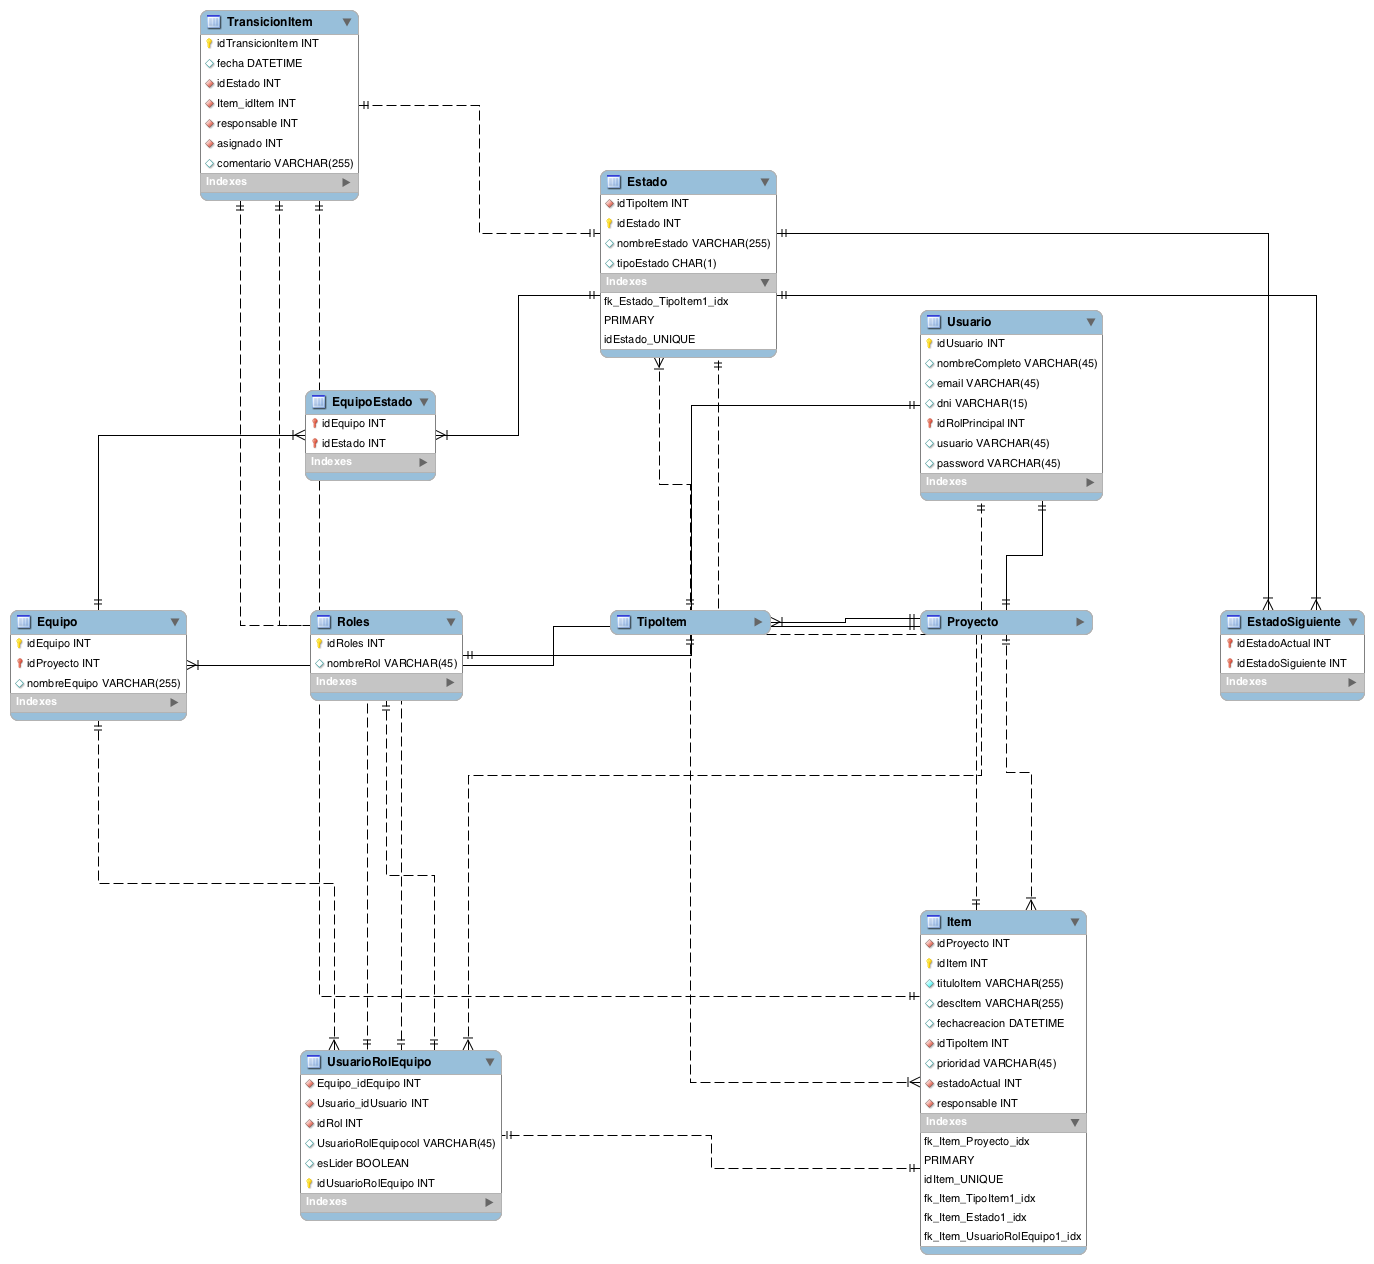 TransicionItem
idTransicionItem INT
fecha DATETIME
idEstado INT
Item_idItem INT
responsable INT
asignado INT
comentario VARCHAR(255)
Indexes
Estado
idTipoItem INT
idEstado INT
nombreEstado VARCHAR(255)
tipoEstado CHAR(1)
Indexes
fk_Estado_TipoItem1_idx
PRIMARY
idEstado_UNIQUE
Usuario
idUsuario INT
nombreCompleto VARCHAR(45)
email VARCHAR(45)
dni VARCHAR(15)
idRolPrincipal INT
usuario VARCHAR(45)
password VARCHAR(45)
Indexes
EquipoEstado
idEquipo INT
idEstado INT
Indexes
Equipo
idEquipo INT
idProyecto INT
nombreEquipo VARCHAR(255)
Indexes
Roles
idRoles INT
nombreRol VARCHAR(45)
Indexes
TipoItem
Proyecto
EstadoSiguiente
idEstadoActual INT
idEstadoSiguiente INT
Indexes
Item
idProyecto INT
idItem INT
tituloItem VARCHAR(255)
descItem VARCHAR(255)
fechacreacion DATETIME
idTipoItem INT
prioridad VARCHAR(45)
estadoActual INT
responsable INT
Indexes
fk_Item_Proyecto_idx
PRIMARY
idItem_UNIQUE
fk_Item_TipoItem1_idx
fk_Item_Estado1_idx
fk_Item_UsuarioRolEquipo1_idx
UsuarioRolEquipo
Equipo_idEquipo INT
Usuario_idUsuario INT
idRol INT
UsuarioRolEquipocol VARCHAR(45)
esLider BOOLEAN
idUsuarioRolEquipo INT
Indexes